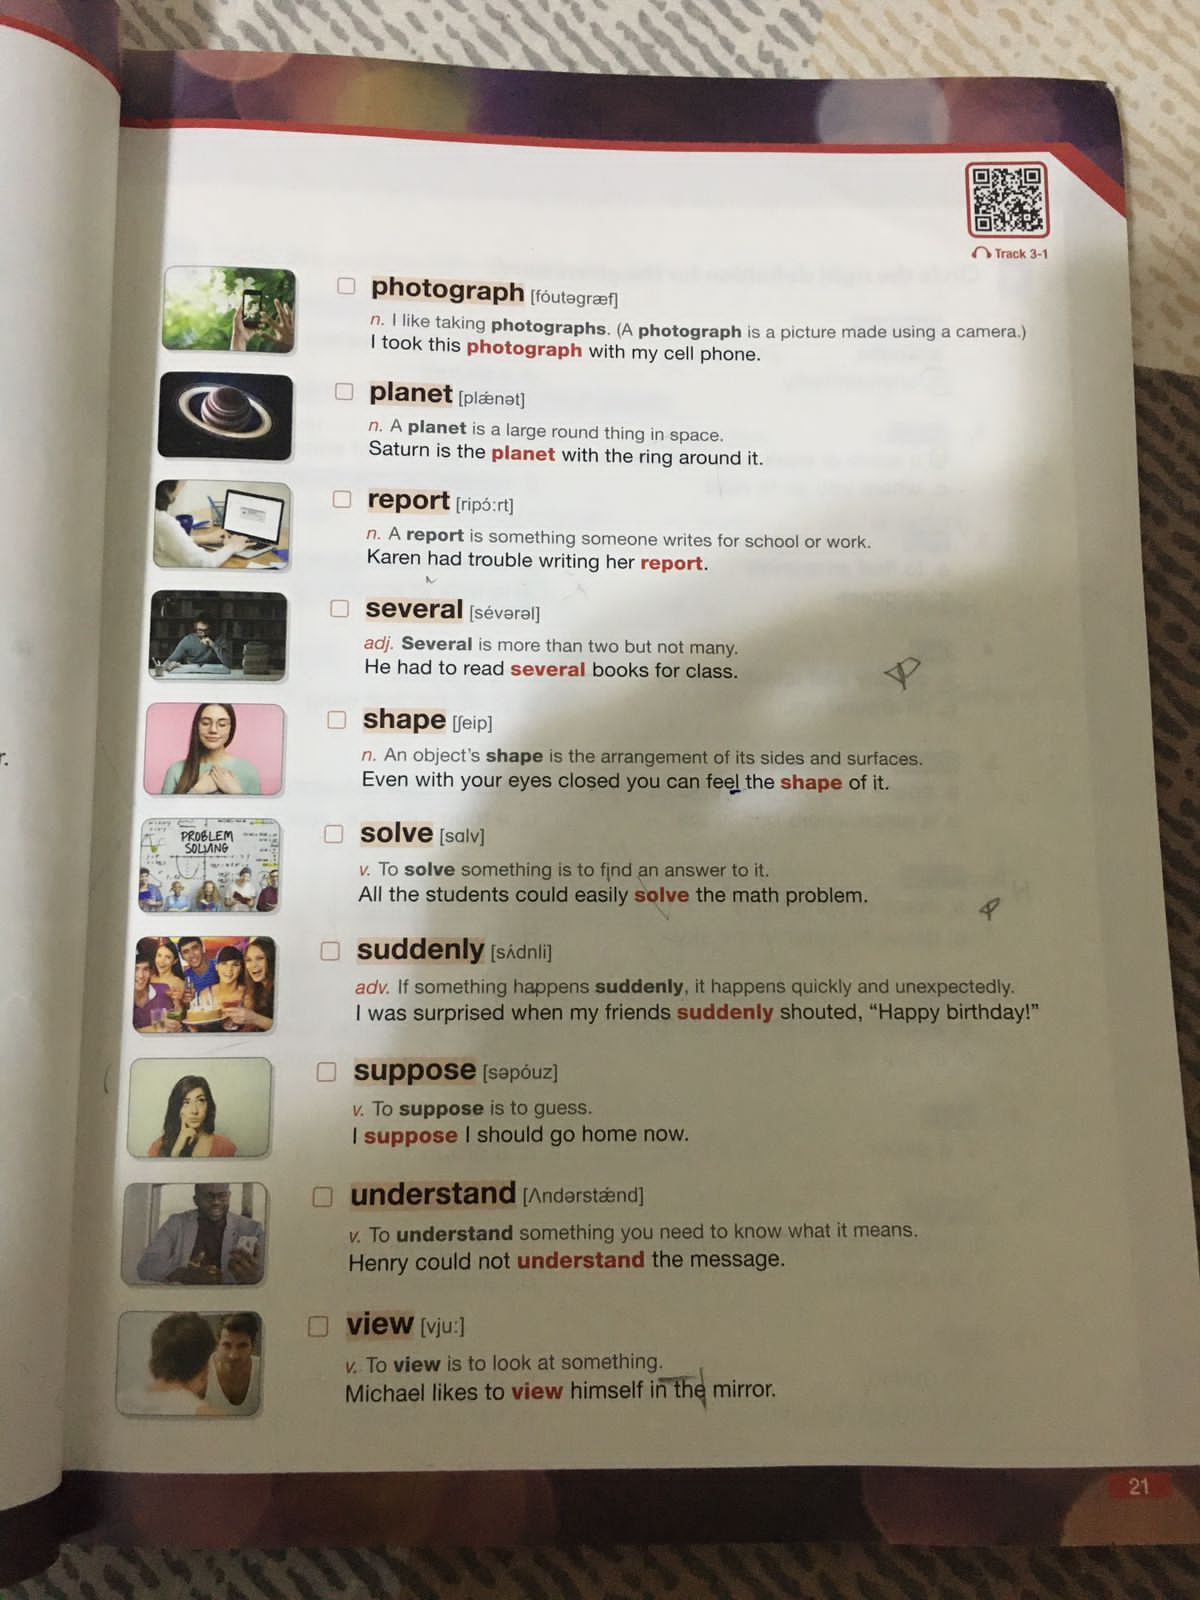 Track 3-1
photograph [fóutəgræf]
n. I like taking photographs. (A photograph is a picture made using a camera.)
I took this photograph with my cell phone.
planet [plǽnət]
n. A planet is a large round thing in space.
Saturn is the planet with the ring around it.
report [ripɔ́ːrt]
n. A report is something someone writes for school or work.
Karen had trouble writing her report.
several [sévərəl]
adj. Several is more than two but not many.
He had to read several books for class.
shape [ʃeip]
n. An object's shape is the arrangement of its sides and surfaces.
Even with your eyes closed you can feel the shape of it.
PROBLEM
SOLVING
solve [sɑlv]
v. To solve something is to find an answer to it.
All the students could easily solve the math problem.
suddenly [sʌ́dnli]
adv. If something happens suddenly, it happens quickly and unexpectedly.
I was surprised when my friends suddenly shouted, “Happy birthday!”
suppose [səpóuz]
v. To suppose is to guess.
I suppose I should go home now.
understand [ʌndərstǽnd]
v. To understand something you need to know what it means.
Henry could not understand the message.
view [vjuː]
v. To view is to look at something.
Michael likes to view himself in the mirror.
21